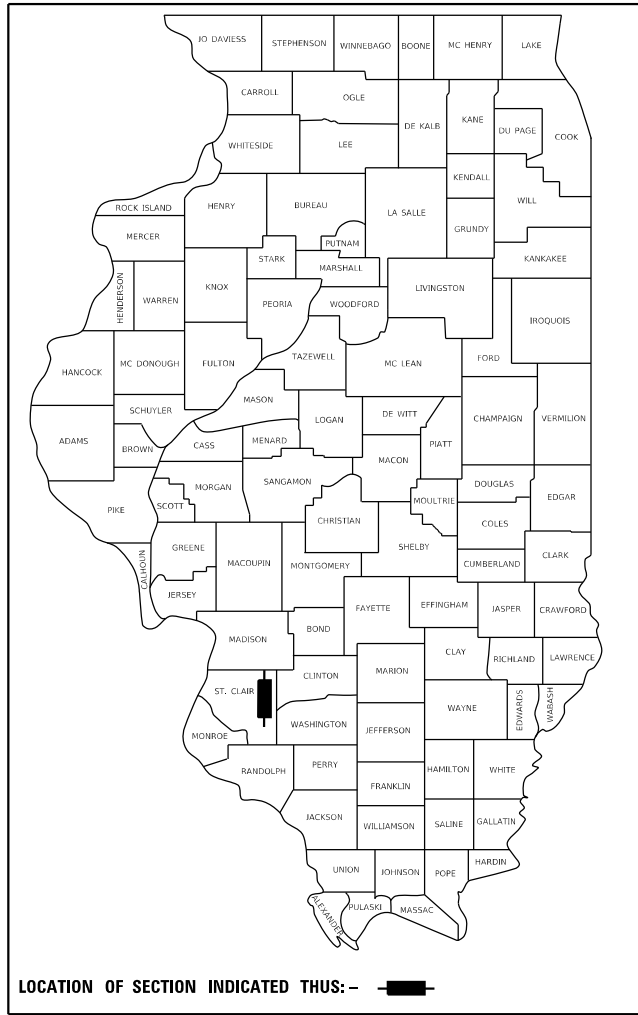 JO DAVIESS
STEPHENSON
WINNEBAGO
BOONE
MC HENRY
LAKE
CARROLL
OGLE
DE KALB
KANE
DU PAGE
COOK
WHITESIDE
LEE
KENDALL
WILL
ROCK ISLAND
HENRY
BUREAU
LA SALLE
GRUNDY
MERCER
PUTNAM
STARK
MARSHALL
KANKAKEE
HENDERSON
WARREN
KNOX
PEORIA
WOODFORD
LIVINGSTON
IROQUOIS
HANCOCK
MC DONOUGH
FULTON
TAZEWELL
MC LEAN
FORD
SCHUYLER
MASON
LOGAN
DE WITT
CHAMPAIGN
VERMILION
ADAMS
BROWN
CASS
MENARD
PIATT
MACON
PIKE
SCOTT
MORGAN
SANGAMON
MOULTRIE
DOUGLAS
EDGAR
CHRISTIAN
COLES
CALHOUN
GREENE
MACOUPIN
MONTGOMERY
SHELBY
CUMBERLAND
CLARK
JERSEY
FAYETTE
EFFINGHAM
JASPER
CRAWFORD
MADISON
BOND
CLAY
RICHLAND
LAWRENCE
ST. CLAIR
CLINTON
MARION
WAYNE
EDWARDS
WABASH
MONROE
WASHINGTON
JEFFERSON
RANDOLPH
PERRY
HAMILTON
WHITE
FRANKLIN
JACKSON
WILLIAMSON
SALINE
GALLATIN
UNION
JOHNSON
POPE
HARDIN
ALEXANDER
PULASKI
MASSAC
LOCATION OF SECTION INDICATED THUS: -